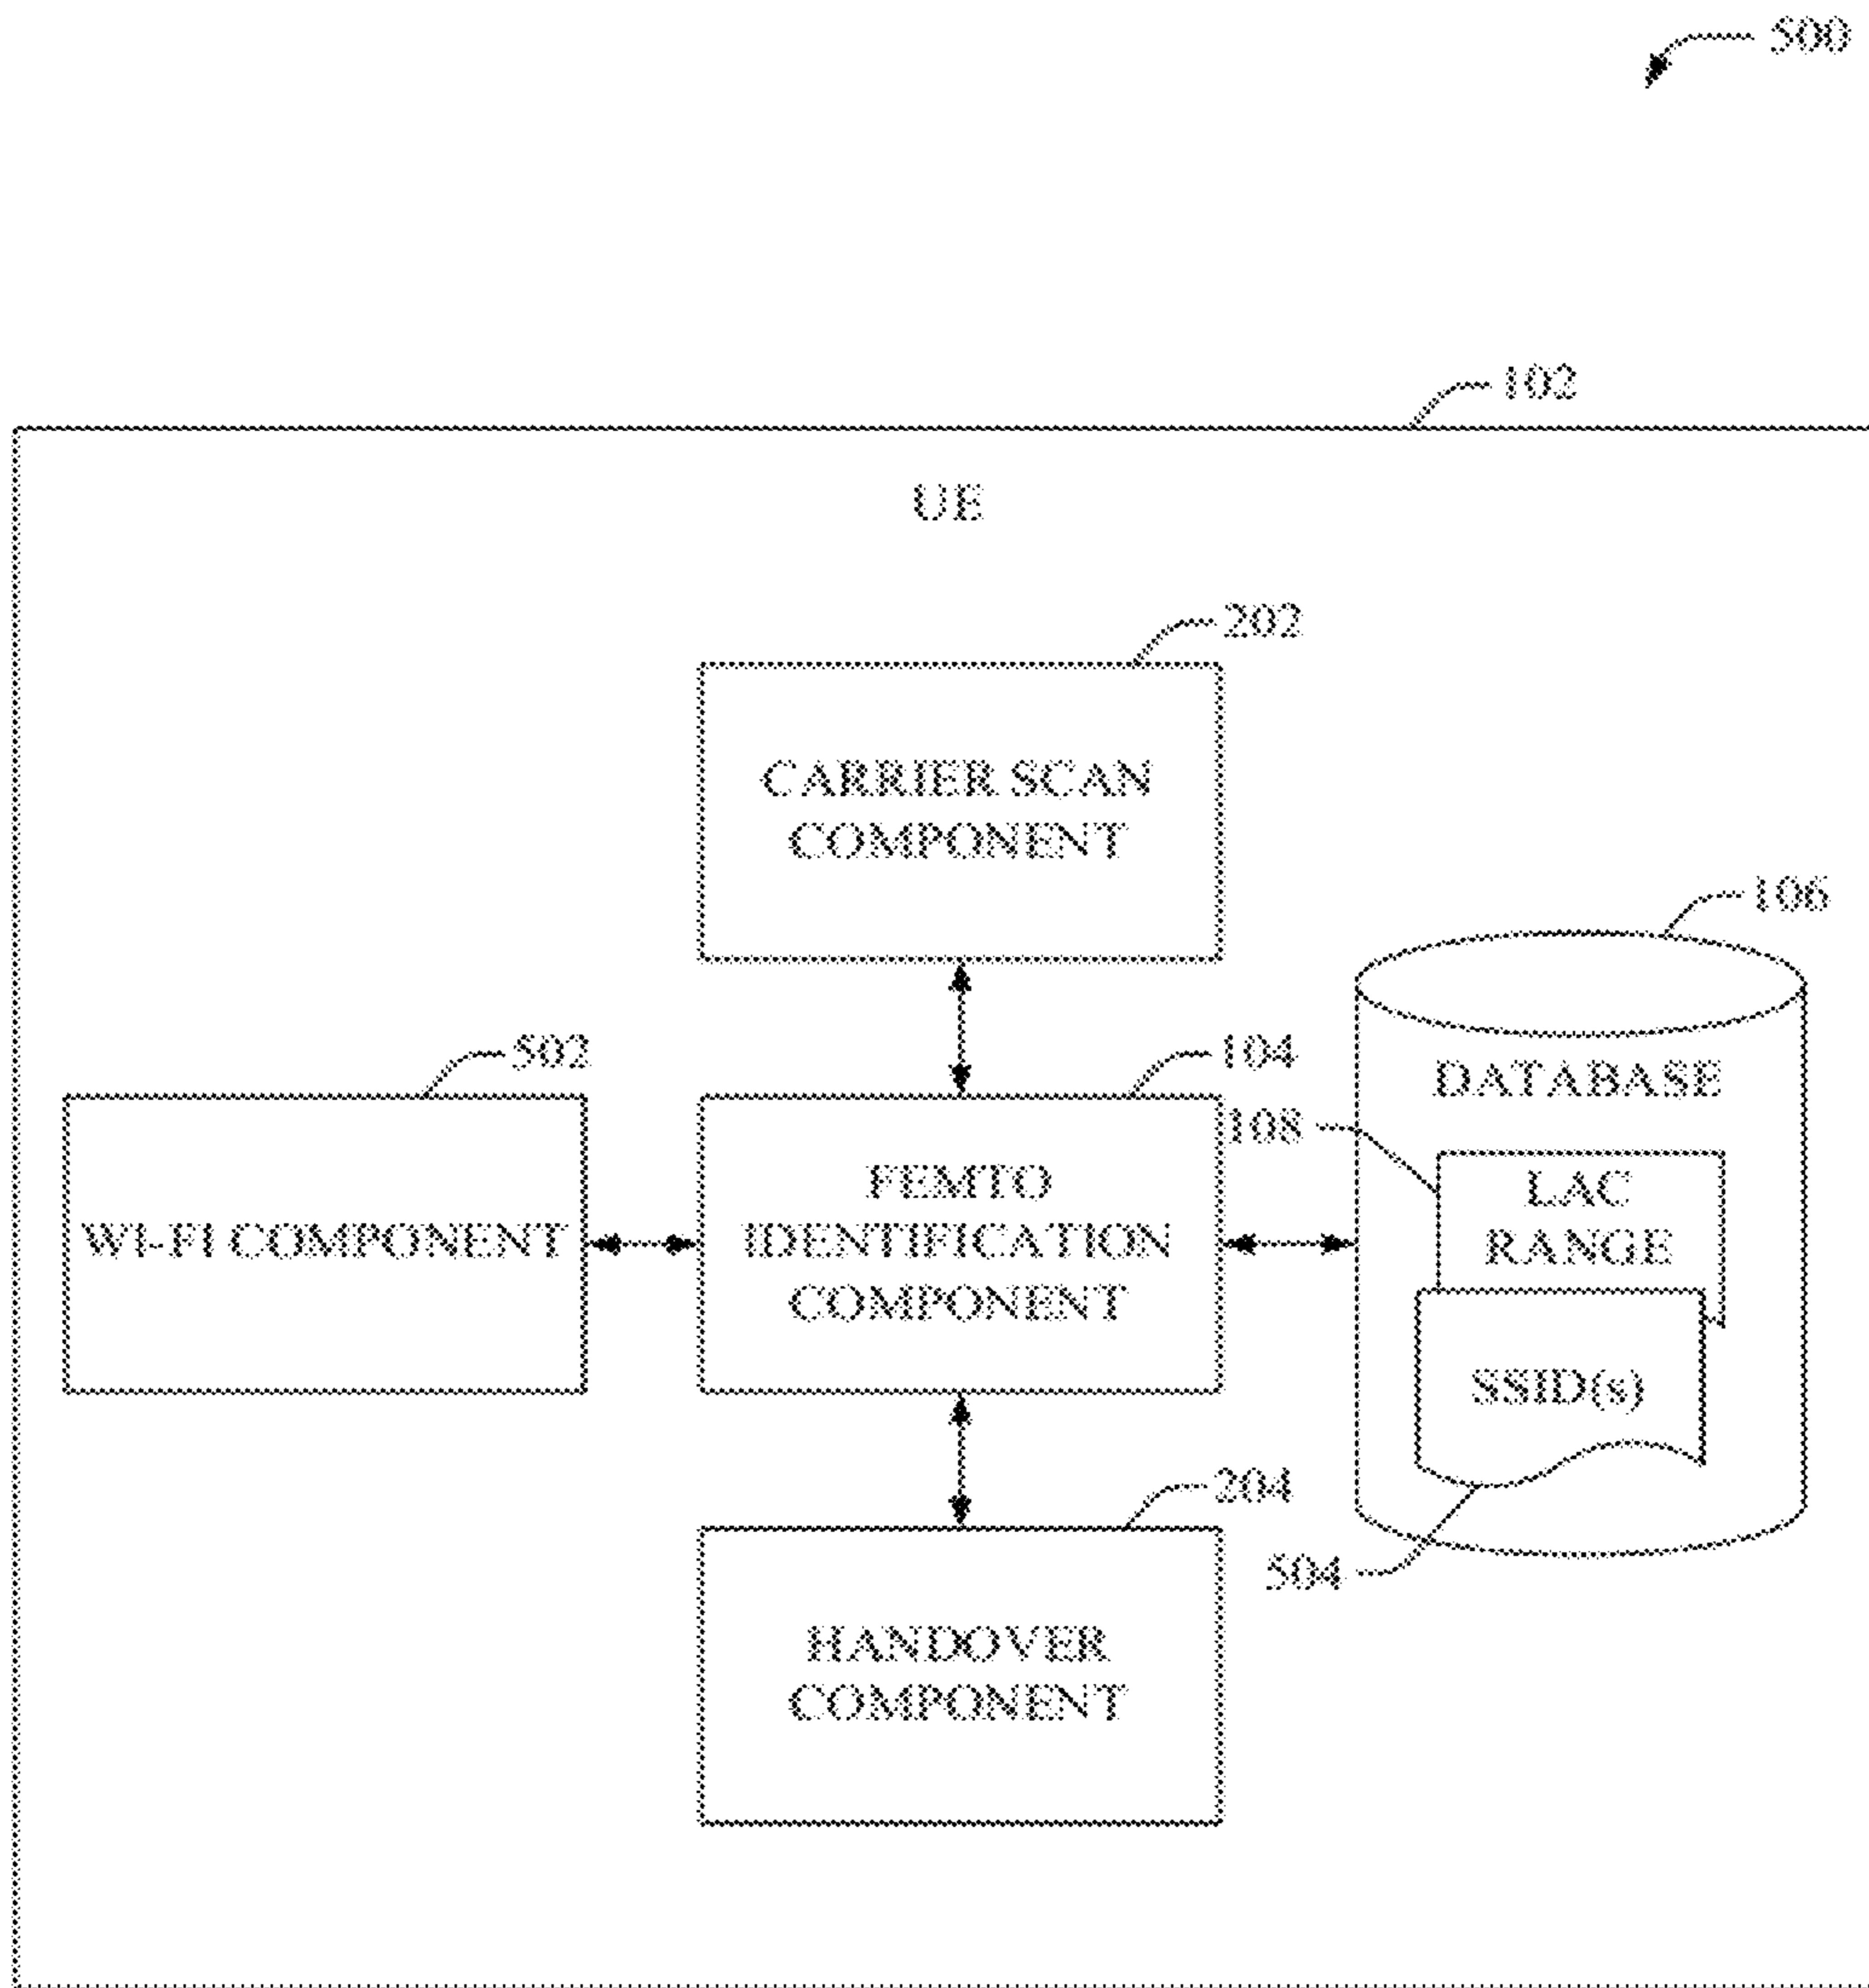 500
102
UE
202
CARRIER SCAN
COMPONENT
106
502
104
DATABASE
108
FEMTO
IDENTIFICATION
COMPONENT
LAC
RANGE
WI-FI COMPONENT
SSID(s)
204
504
HANDOVER
COMPONENT